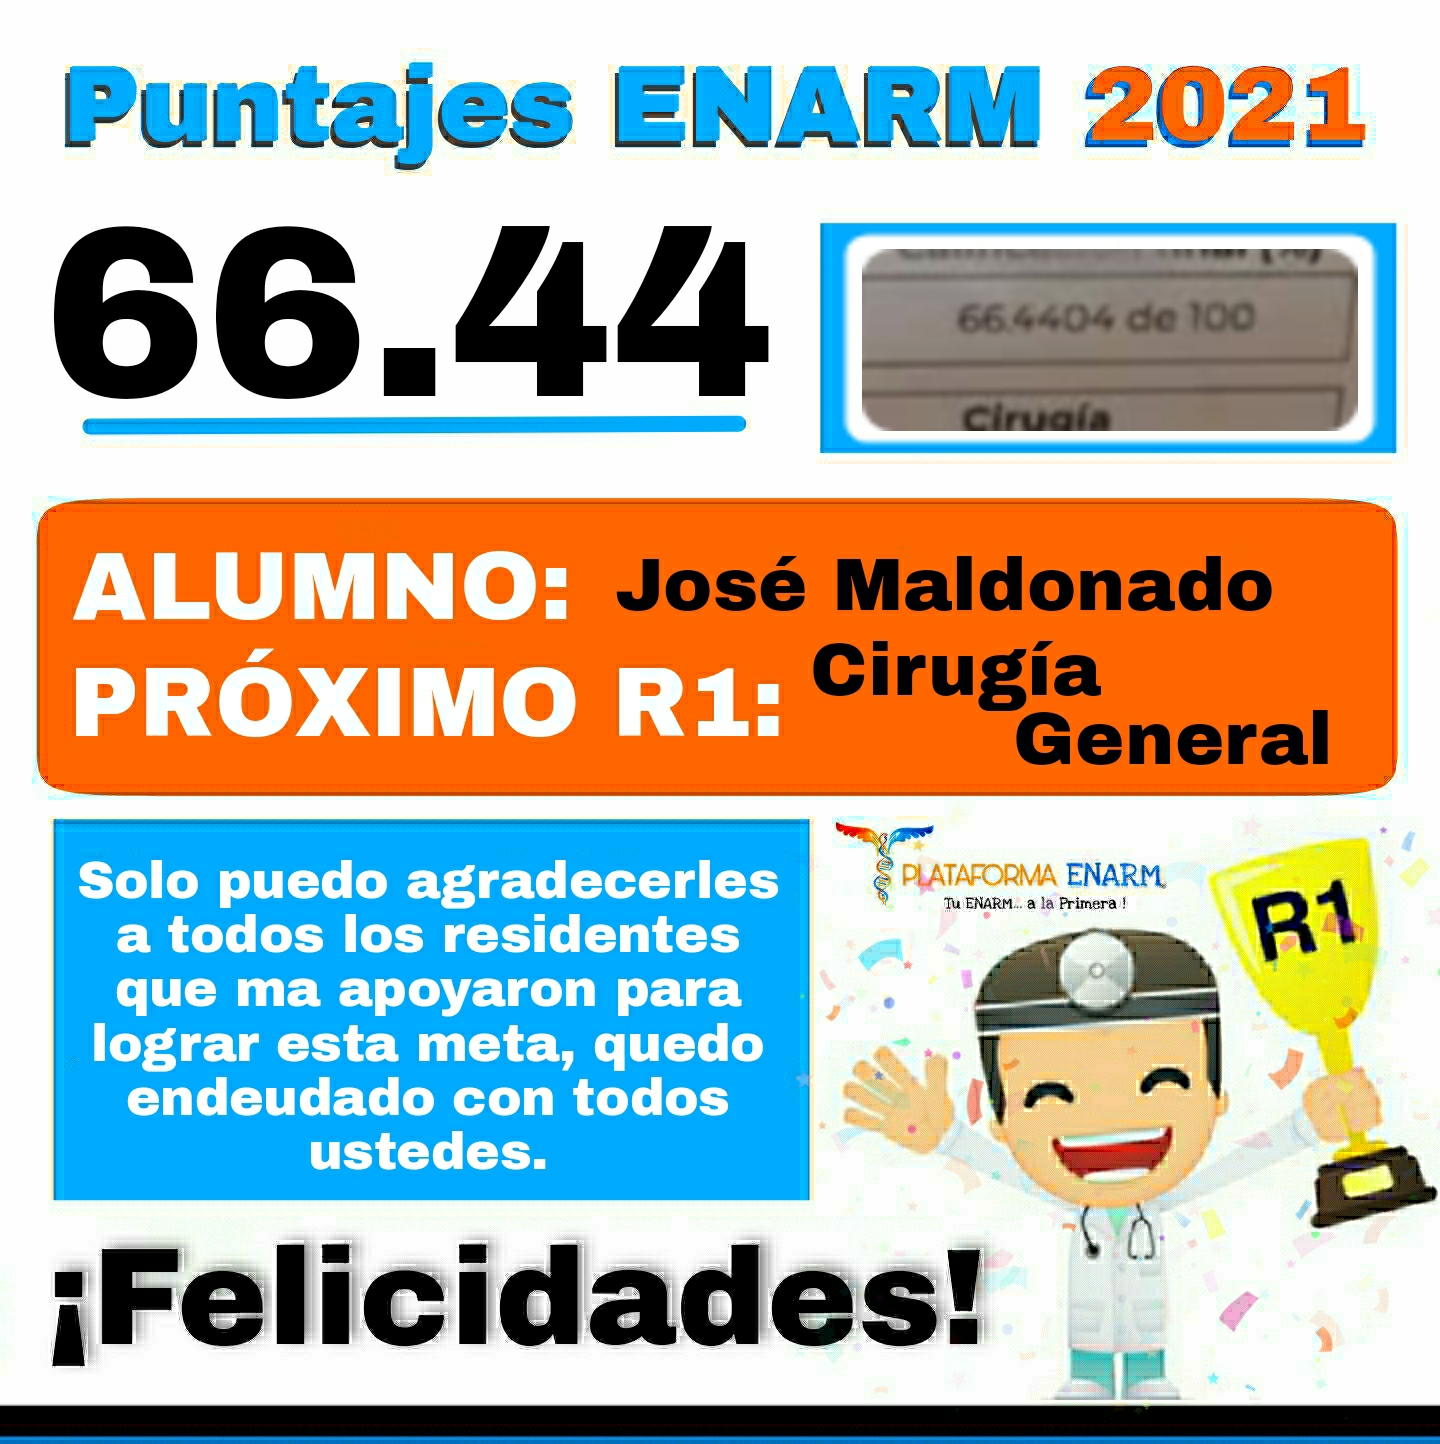 Puntajes ENARM 2021
66.44
66.4404 de 100
Cirugía
ALUMNO: José Maldonado
PRÓXIMO R1: Cirugía
General
Solo puedo agradecerles
a todos los residentes
que ma apoyaron para
lograr esta meta, quedo
endeudado con todos
ustedes.
PLATAFORMA ENARM
Tu ENARM... a la Primera !
R1
¡Felicidades!